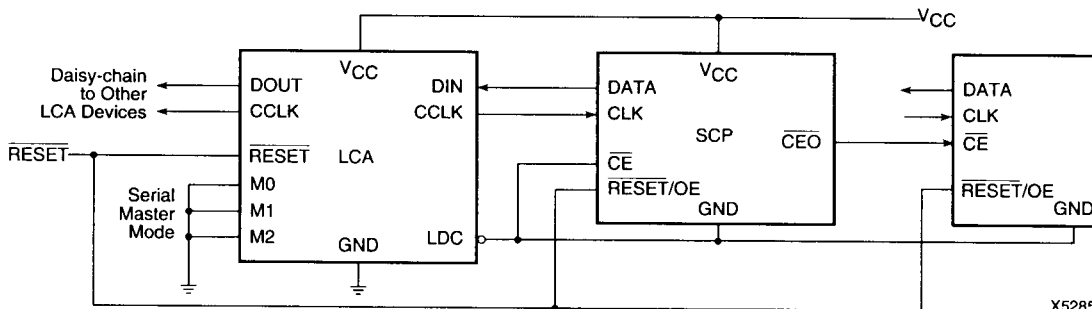 VCC
Daisy-chain
to Other
LCA Devices
RESET
Serial
Master
Mode
VCC
DOUT
CCLK
RESET
M0
M1
M2
LCA
GND
DIN
CCLK
LDC
VCC
DATA
CLK
SCP
CE
RESET/OE
CEO
GND
DATA
CLK
CE
RESET/OE
GND
X5285